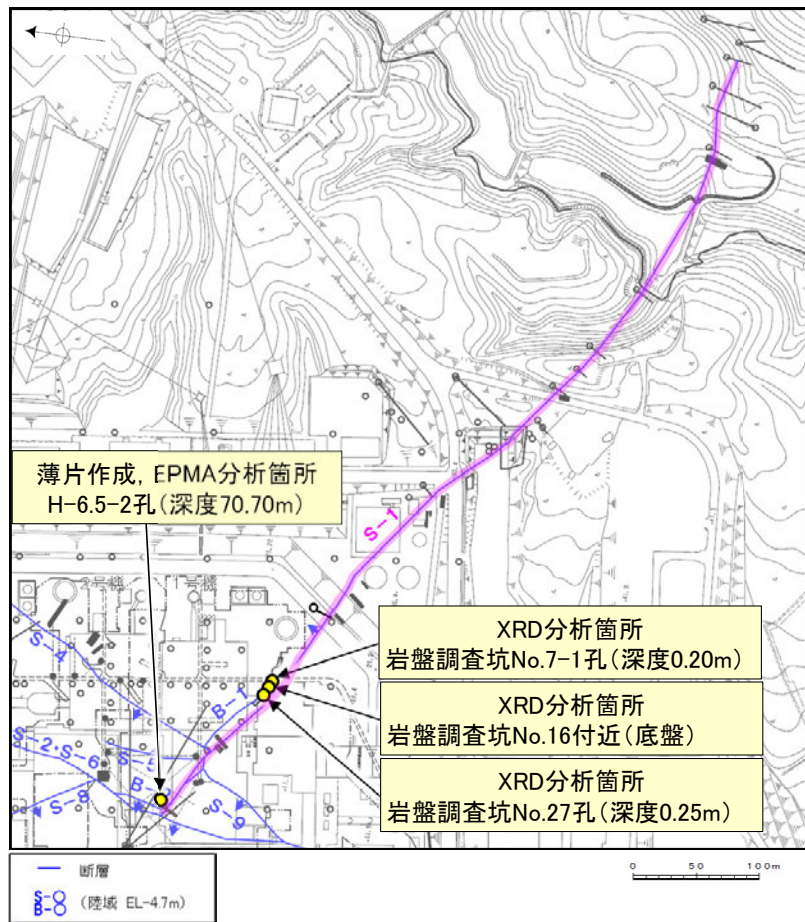 薄片作成，EPMA分析箇所
H-6.5-2孔(深度70.70m)
S-1
XRD分析箇所
岩盤調査坑No.7-1孔(深度0.20m)
XRD分析箇所
岩盤調査坑No.16付近(底盤)
XRD分析箇所
岩盤調査坑No.27孔(深度0.25m)
S-4
B-1
S-2・S-6
S-5
S-8
S-9
断層
S-○
B-○
(陸域 EL-4.7m)
0 50 100m